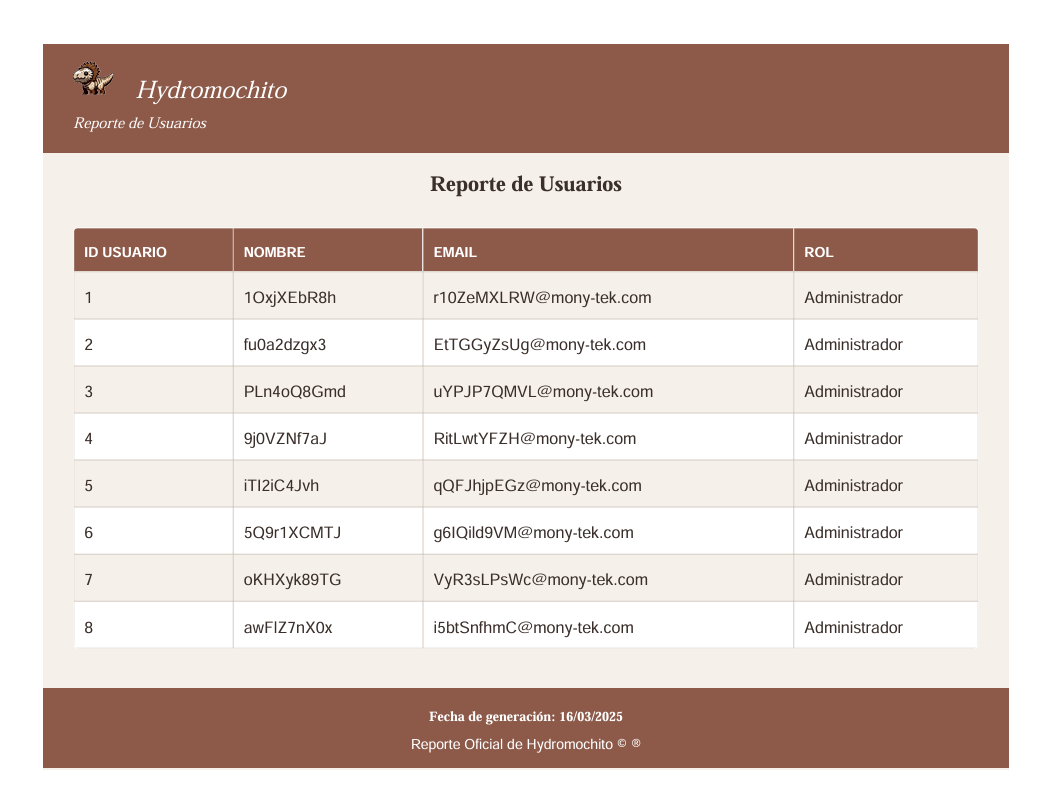 Hydromochito
Reporte de Usuarios
Reporte de Usuarios
ID USUARIO NOMBRE EMAIL ROL
1 1OxjXEbR8h r10ZeMXLRW@mony-tek.com Administrador
2 fu0a2dzgx3 EtTGGyZsUg@mony-tek.com Administrador
3 PLn4oQ8Gmd uYPJP7QMVL@mony-tek.com Administrador
4 9j0VZNf7aJ RitLwtYFZH@mony-tek.com Administrador
5 iTI2iC4Jvh qQFJhjpEGz@mony-tek.com Administrador
6 5Q9r1XCMTJ g6IQild9VM@mony-tek.com Administrador
7 oKHXyk89TG VyR3sLPsWc@mony-tek.com Administrador
8 awFIZ7nX0x i5btSnfhmC@mony-tek.com Administrador
Fecha de generación: 16/03/2025
Reporte Oficial de Hydromochito © ®